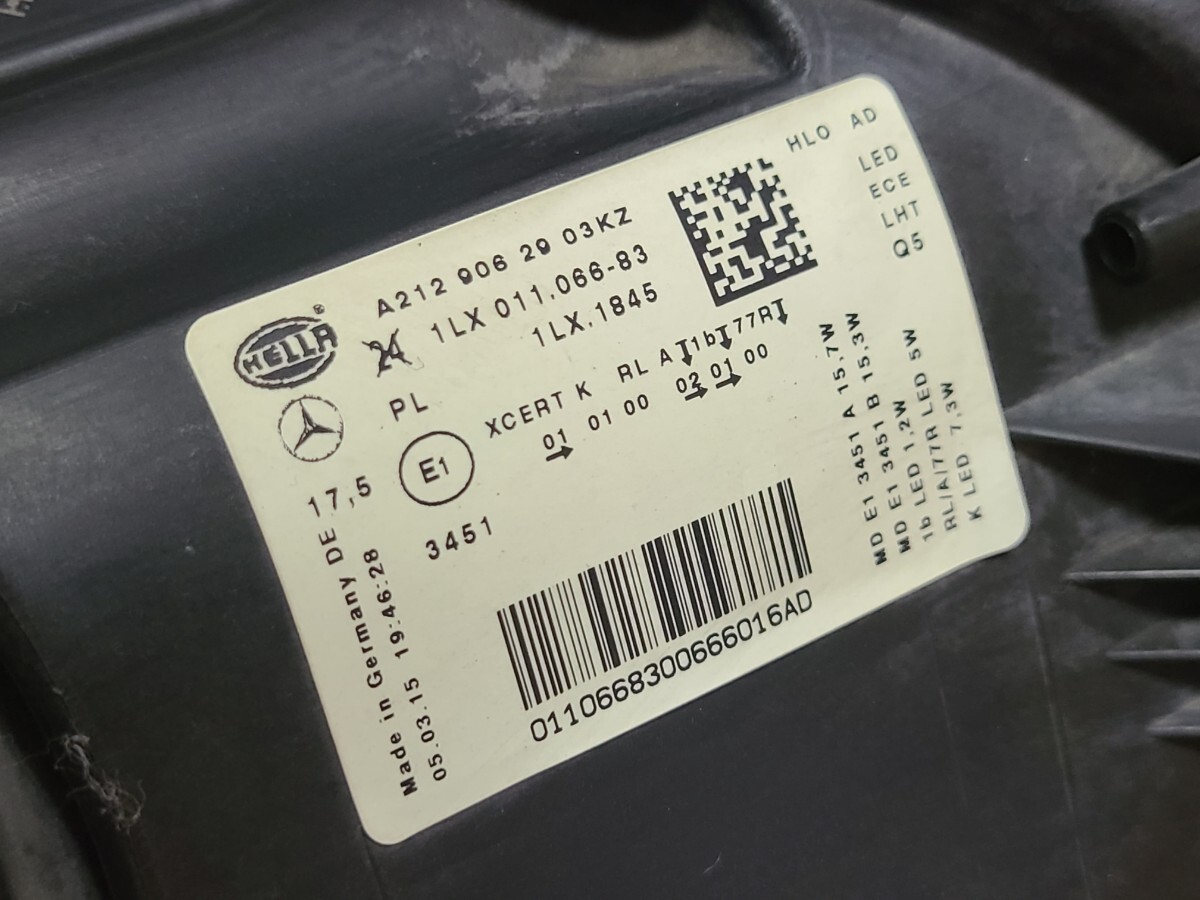 HELLA®
A212 906 29 03KZ
1LX 011.066-83
1LX.1845
HLO AD
LED
ECE
LHT
Q5
PL
XCERT K RL A 1b 77R
01 01 00 02 01 00
E1
17,5
3451
Made in Germany DE
05.03.15 19:46:28
MD E1 3451 A 15,7W
MD E1 3451 B 15,3W
1b LED 1,2W
RL/A/77R LED 5W
K LED 7,3W
0110668300666016AD